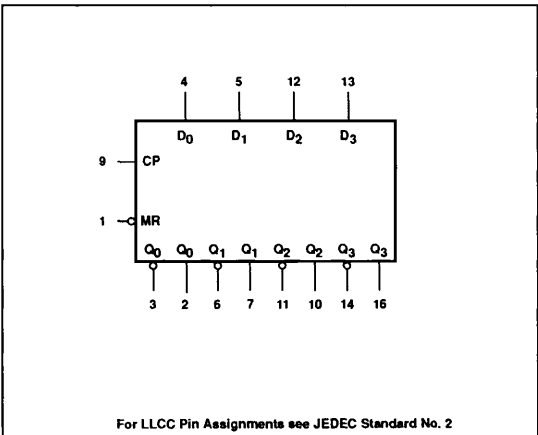 4 5 12 13
D0 D1 D2 D3
9 CP
1 MR
Q0 Q0 Q1 Q1 Q2 Q2 Q3 Q3
3 2 6 7 11 10 14 16
For LLCC Pin Assignments see JEDEC Standard No. 2